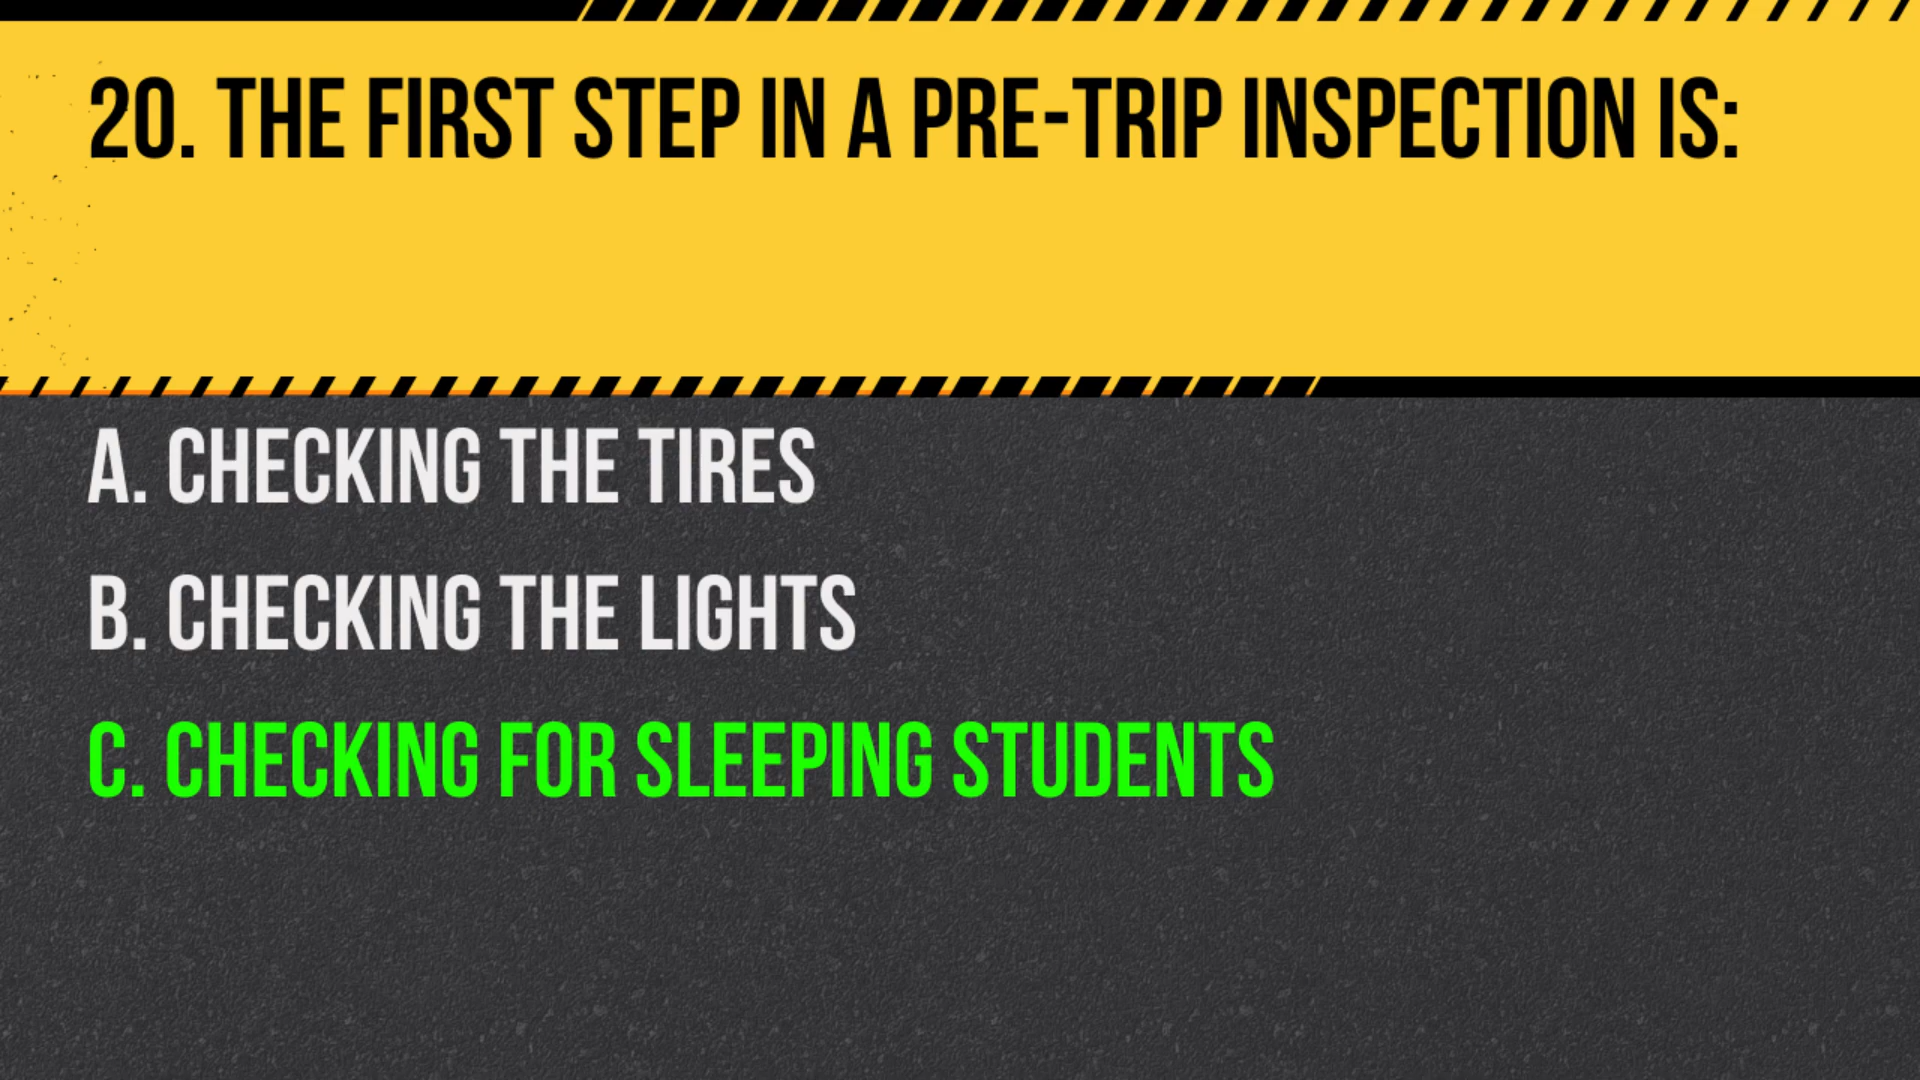 20. THE FIRST STEP IN A PRE-TRIP INSPECTION IS:
A. CHECKING THE TIRES
B. CHECKING THE LIGHTS
C. CHECKING FOR SLEEPING STUDENTS